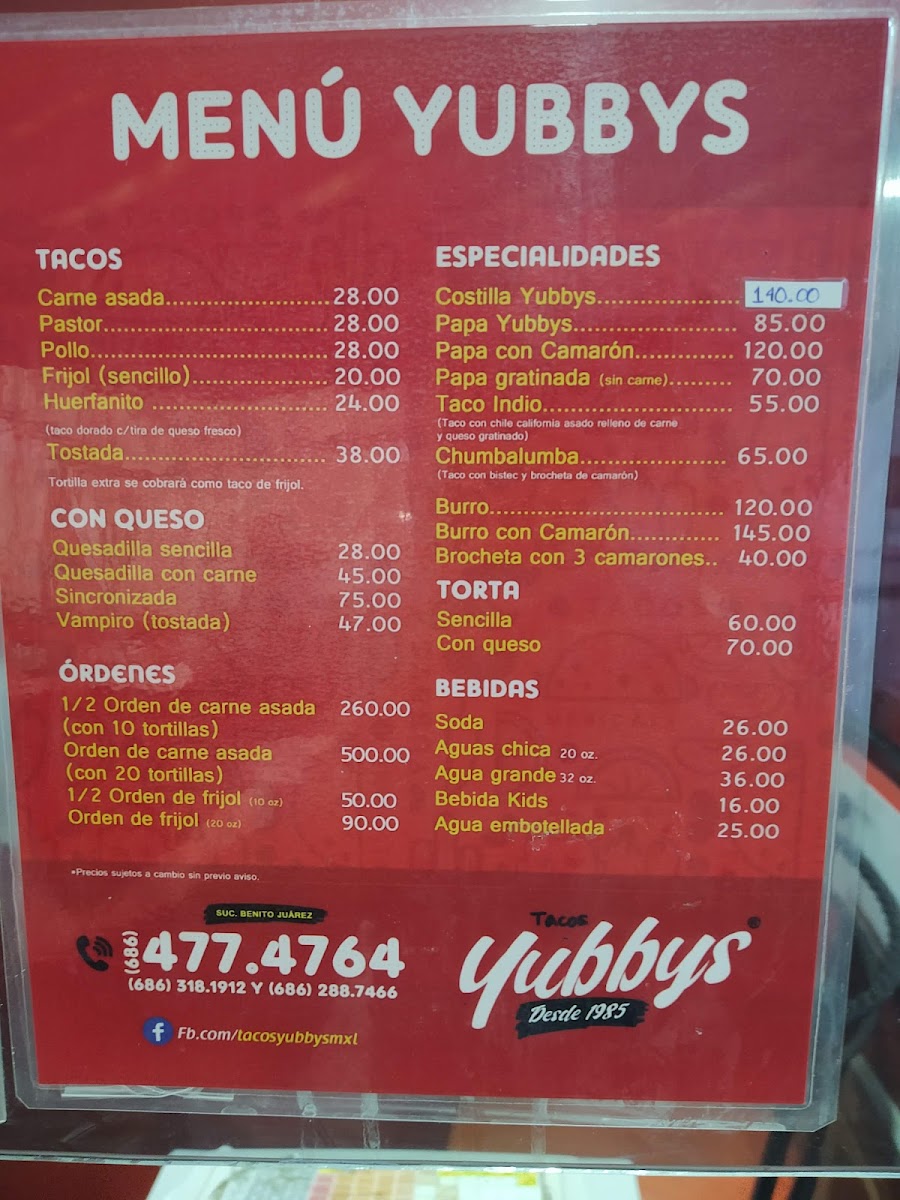 MENÚ YUBBYS
TACOS
Carne asada..............................28.00
Pastor..........................................28.00
Pollo............................................28.00
Frijol (sencillo).........................20.00
Huerfanito ................................24.00
(taco dorado c/tira de queso fresco)
Tostada.................................... 38.00
Tortilla extra se cobrará como taco de frijol.
CON QUESO
Quesadilla sencilla 28.00
Quesadilla con carne 45.00
Sincronizada 75.00
Vampiro (tostada) 47.00
ÓRDENES
1/2 Orden de carne asada 260.00
(con 10 tortillas)
Orden de carne asada 500.00
(con 20 tortillas)
1/2 Orden de frijol (10 oz) 50.00
Orden de frijol (20 oz) 90.00
ESPECIALIDADES
Costilla Yubbys..................... 140.00
Papa Yubbys........................ 85.00
Papa con Camarón............... 120.00
Papa gratinada (sin carne).......... 70.00
Taco Indio............................. 55.00
(Taco con chile california asado relleno de carne
y queso gratinado)
Chumbalumba...................... 65.00
(Taco con bistec y brocheta de camarón)
Burro................................... 120.00
Burro con Camarón.............. 145.00
Brocheta con 3 camarones.. 40.00
TORTA
Sencilla 60.00
Con queso 70.00
BEBIDAS
Soda 26.00
Aguas chica 20 oz. 26.00
Agua grande 32 oz. 36.00
Bebida Kids 16.00
Agua embotellada 25.00
*Precios sujetos a cambio sin previo aviso.
SUC. BENITO JUÁREZ
(686) 477.4764
(686) 318.1912 Y (686) 288.7466
f Fb.com/tacosyubbysmxl
Tacos
Yubbys®
Desde 1985